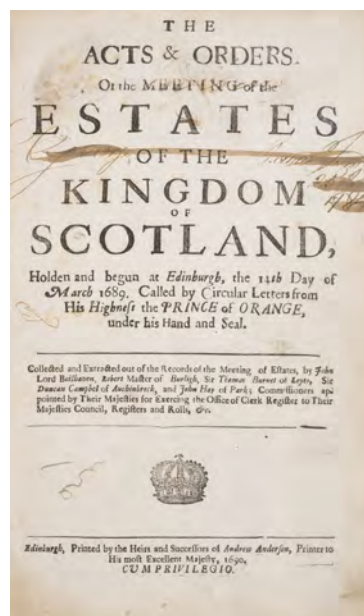 THE
ACTS & ORDERS.
Of the MEETING of the
ESTATES
OF THE
KINGDOM
OF
SCOTLAND,
Holden and begun at Edinburgh, the 14th Day of
March 1689. Called by Circular Letters from
His Highneſs the PRINCE of ORANGE,
under his Hand and Seal.
Collected and Extracted out of the Records of the Meeting of Estates, by John
Lord Balhaven, Robert Maſter of Burligh, Sir Thomas Burnet of Leyes, Sir
Duncan Campbel of Auchinbreck, and John Hay of Park; Commissioners ap-
pointed by Their Majesties for Exercing the Office of Clerk Register to Their
Majesties Council, Registers and Rolls, &c.
Edinburgh, Printed by the Heirs and Succeſſors of Andrew Anderson, Printer to
His most Excellent Majesty, 1690,
CUM PRIVILEGIO.